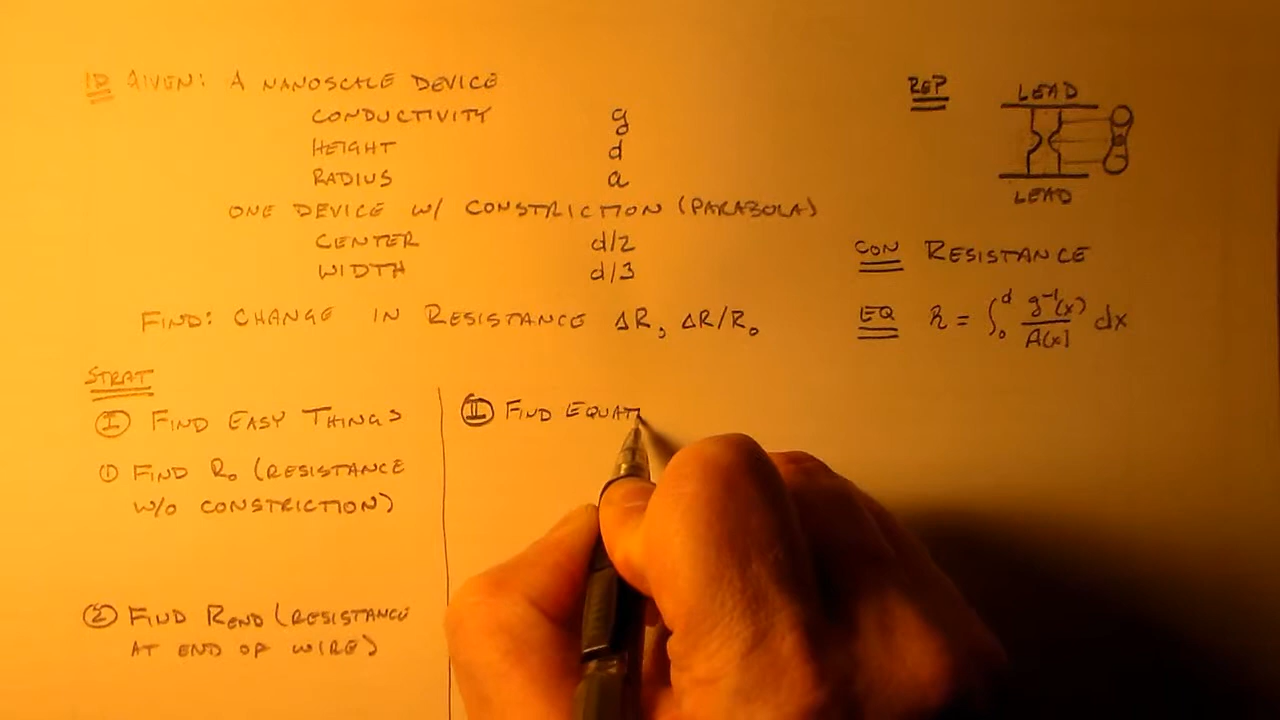 ID GIVEN: A NANOSCALE DEVICE
CONDUCTIVITY g
HEIGHT d
RADIUS a
ONE DEVICE W/ CONSTRICTION (PARABOLA)
CENTER d/2
WIDTH d/3
FIND: CHANGE IN RESISTANCE ΔR, ΔR/R₀
REP
LEAD
LEAD
CON RESISTANCE
EQ R = ∫₀ᵈ g⁻¹(x)/A(x) dx
STRAT
Ⓘ FIND EASY THINGS
① FIND R₀ (RESISTANCE
W/O CONSTRICTION)
② FIND REND (RESISTANCE
AT END OF WIRE)
Ⅱ FIND EQUAT